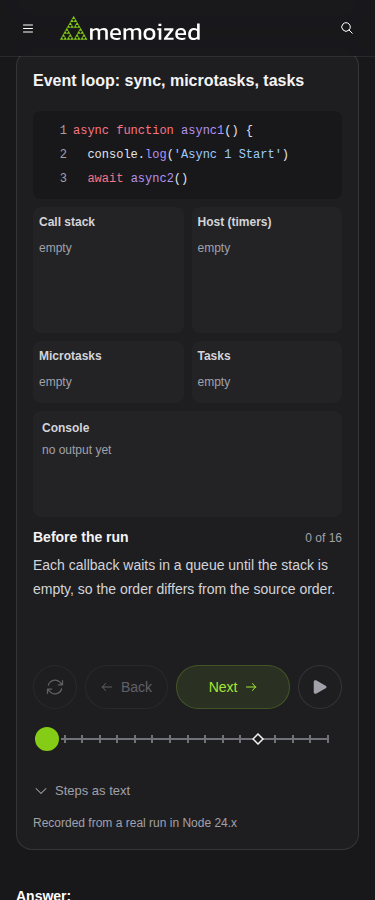 memoized
Event loop: sync, microtasks, tasks
1 async function async1() {
2 console.log('Async 1 Start')
3 await async2()
Call stack
empty
Host (timers)
empty
Microtasks
empty
Tasks
empty
Console
no output yet
Before the run
0 of 16
Each callback waits in a queue until the stack is
empty, so the order differs from the source order.
Back
Next
Steps as text
Recorded from a real run in Node 24.x
Answer: